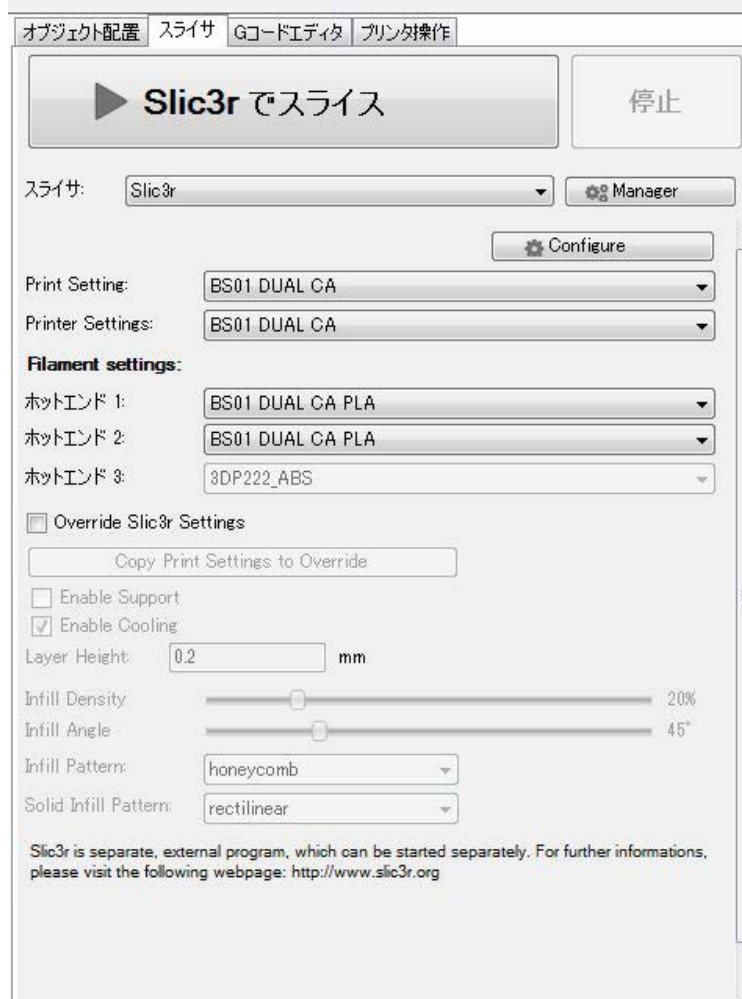 オブジェクト配置 スライサ Gコードエディタ プリンタ操作
Slic3r でスライス 停止
スライサ: Slic3r Manager
Configure
Print Setting: BS01 DUAL CA
Printer Settings: BS01 DUAL CA
Filament settings:
ホットエンド 1: BS01 DUAL CA PLA
ホットエンド 2: BS01 DUAL CA PLA
ホットエンド 3: 3DP222_ABS
Override Slic3r Settings
Copy Print Settings to Override
Enable Support
Enable Cooling
Layer Height: 0.2 mm
Infill Density 20%
Infill Angle 45°
Infill Pattern: honeycomb
Solid Infill Pattern: rectilinear
Slic3r is separate, external program, which can be started separately. For further informations,
please visit the following webpage: http://www.slic3r.org